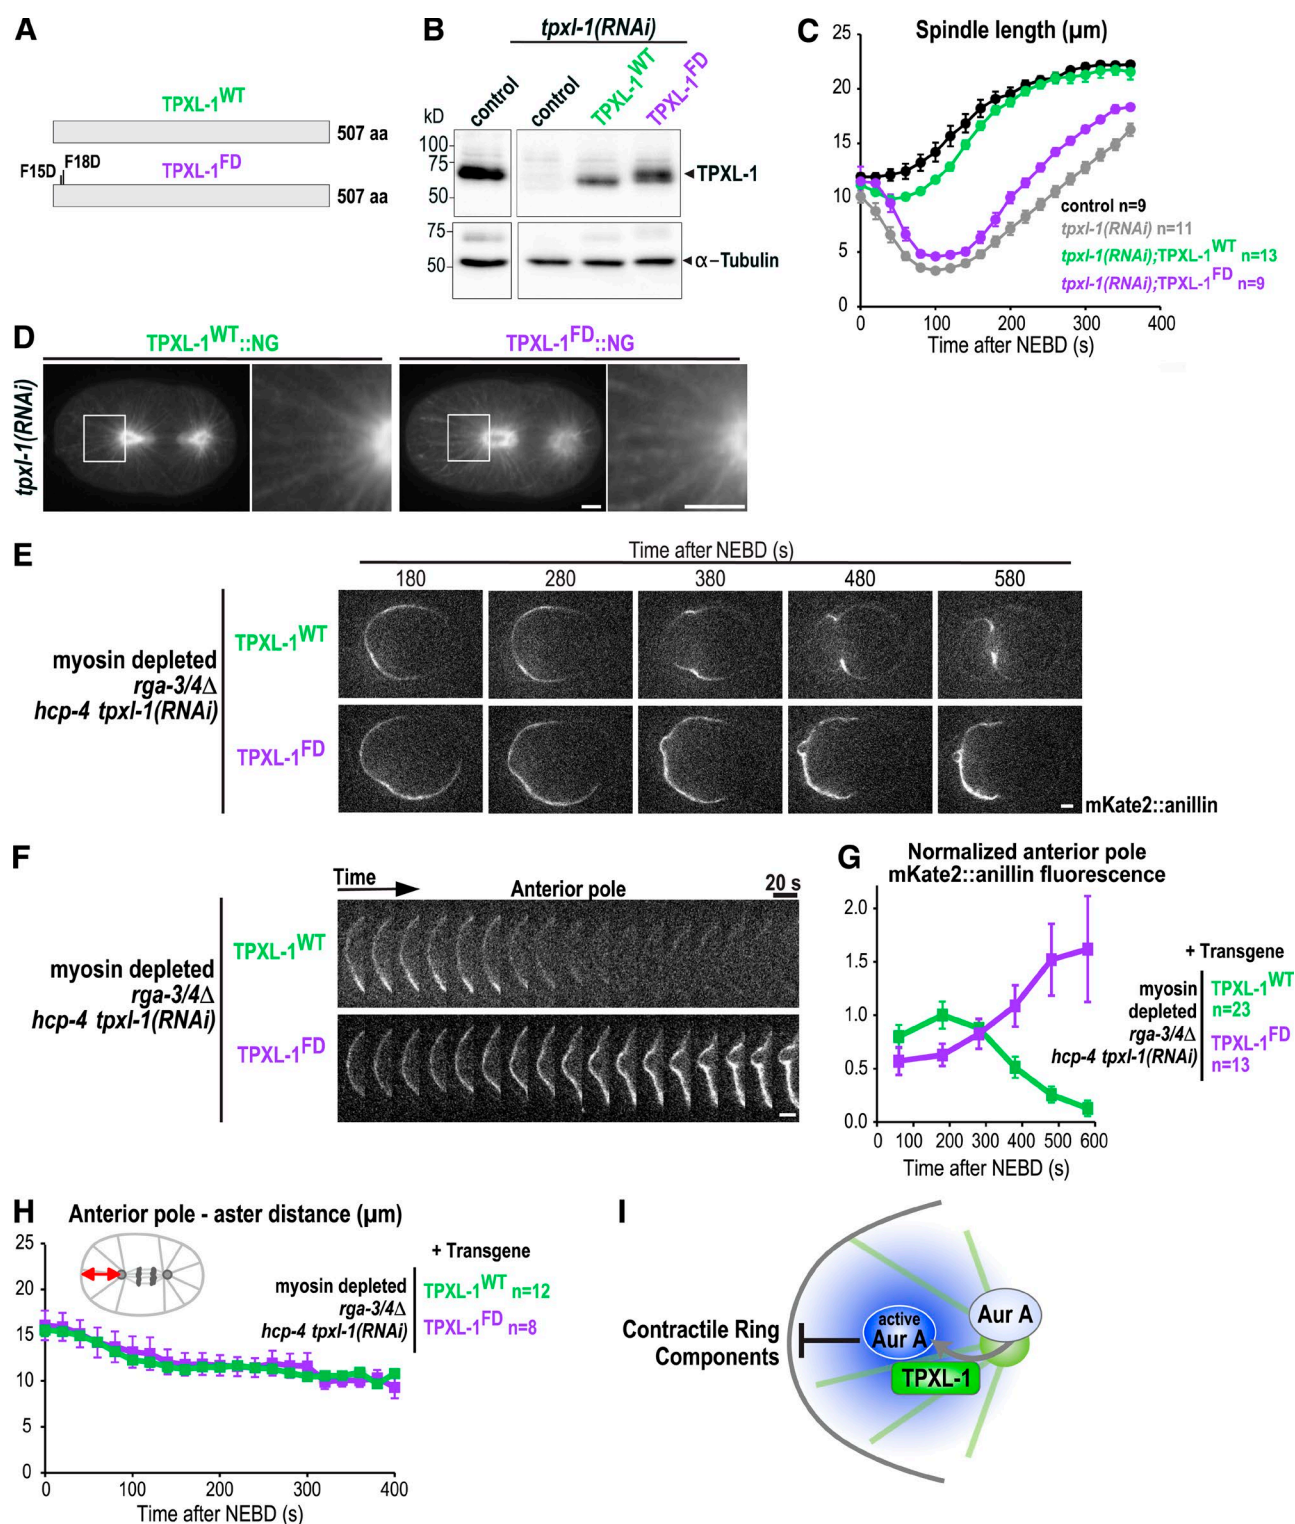 A
TPXL-1WT
507 aa
F15D
F18D
TPXL-1FD
507 aa
B
tpxl-1(RNAi)
control
control
TPXL-1WT
TPXL-1FD
kD
100
75
50
TPXL-1
75
50
α−Tubulin
C
Spindle length (µm)
25
20
15
10
5
0
control n=9
tpxl-1(RNAi) n=11
tpxl-1(RNAi);TPXL-1WT n=13
tpxl-1(RNAi);TPXL-1FD n=9
0 100 200 300 400
Time after NEBD (s)
D
TPXL-1WT::NG
TPXL-1FD::NG
tpxl-1(RNAi)
E
Time after NEBD (s)
180 280 380 480 580
myosin depleted
rga-3/4Δ
hcp-4 tpxl-1(RNAi)
TPXL-1WT
TPXL-1FD
mKate2::anillin
F
Time
Anterior pole
20 s
myosin depleted
rga-3/4Δ
hcp-4 tpxl-1(RNAi)
TPXL-1WT
TPXL-1FD
G
Normalized anterior pole
mKate2::anillin fluorescence
2.0
1.5
1.0
0.5
0.0
0 100 200 300 400 500 600
Time after NEBD (s)
+ Transgene
myosin
depleted
rga-3/4Δ
hcp-4 tpxl-1(RNAi)
TPXL-1WT
n=23
TPXL-1FD
n=13
H
Anterior pole - aster distance (µm)
25
20
15
10
5
0
+ Transgene
myosin depleted
rga-3/4Δ
hcp-4 tpxl-1(RNAi)
TPXL-1WT n=12
TPXL-1FD n=8
0 100 200 300 400
Time after NEBD (s)
I
Contractile Ring
Components
active
Aur A
Aur A
TPXL-1